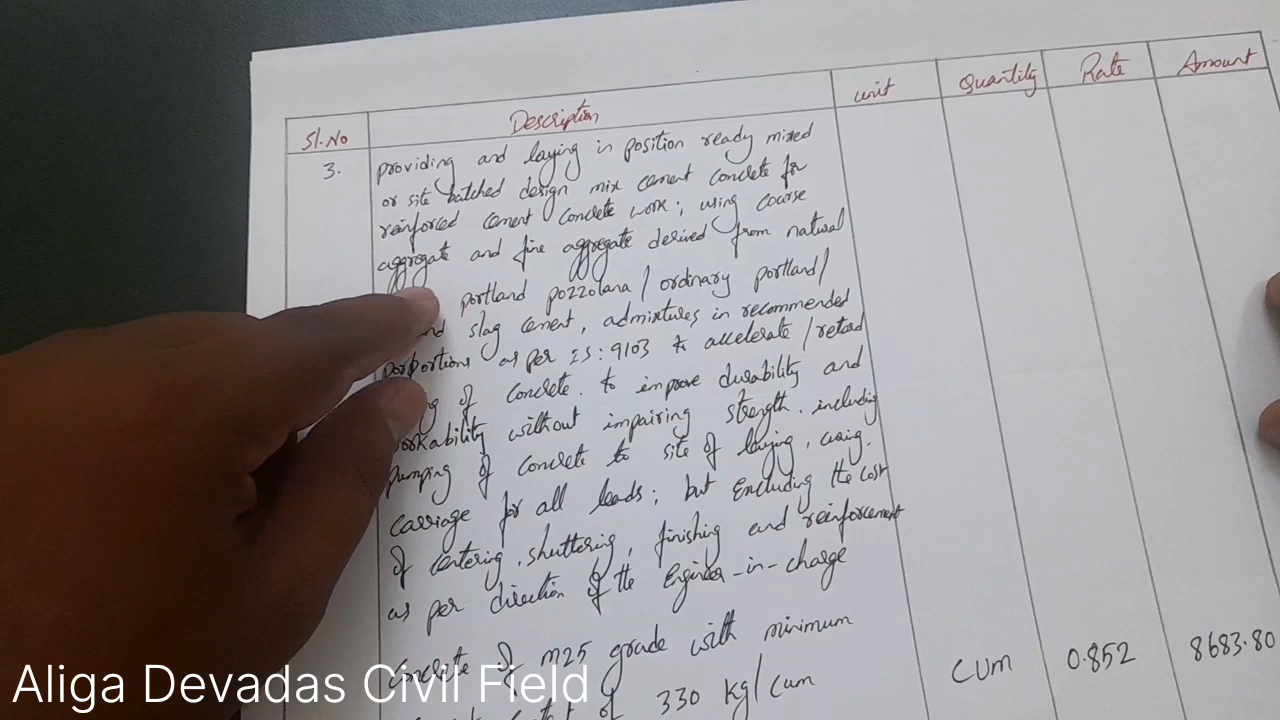 Sl.No Description unit Quantity Rate Amount
3. providing and laying in position ready mixed
or site batched design mix cement concrete for
reinforced cement concrete work; using coarse
aggregate and fine aggregate derived from natural
portland pozzolana/ ordinary portland/
slag cement, admixtures in recommended
proportions as per IS:9103 to accelerate/retard
of concrete. to improve durability and
workability without impairing strength. including
pumping of concrete to site of laying,
carriage for all leads; but Excluding the cost
of centering, shuttering, finishing and reinforcement
as per direction of the Engineer-in-charge
concrete of M25 grade with minimum
of 330 kg/cum CUM 0.852 8683.80
Aliga Devadas Civil Field